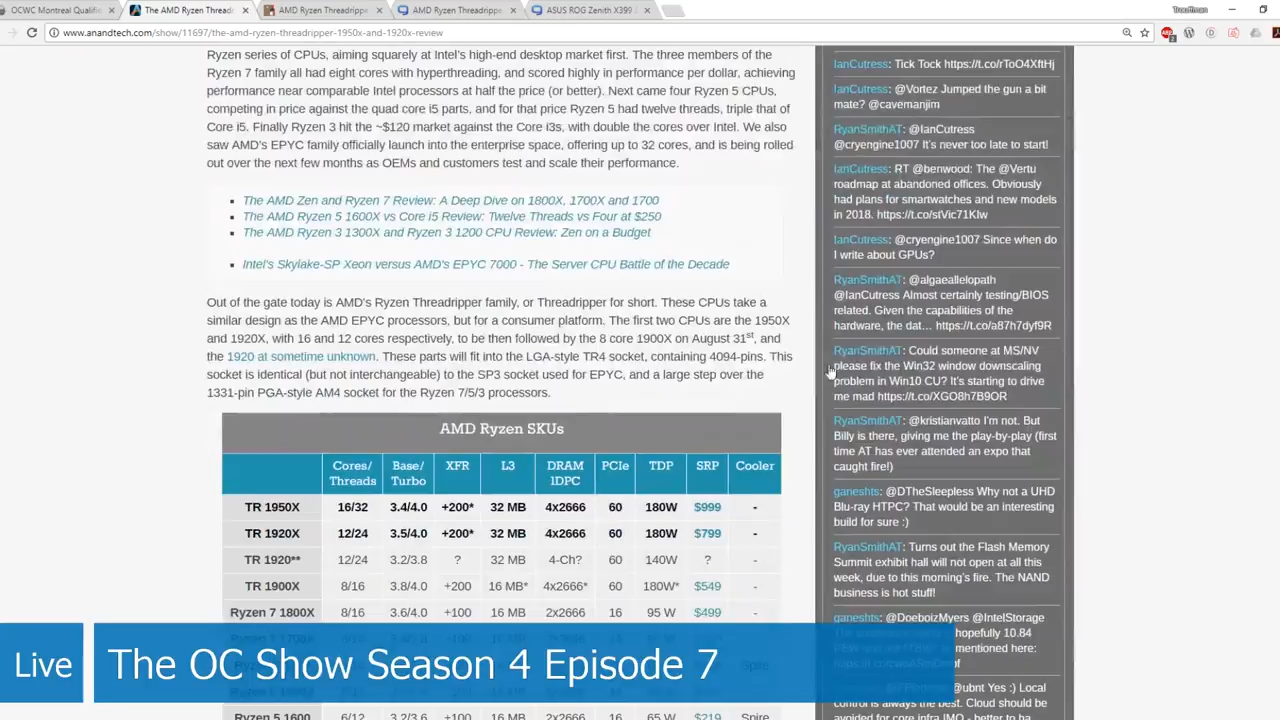 Trouffman
OCWC Montreal Qualifi
The AMD Ryzen Threadr
AMD Ryzen Threadrippe
AMD Ryzen Threadrippe
ASUS ROG Zenith X399
www.anandtech.com/show/11697/the-amd-ryzen-threadripper-1950x-and-1920x-review
Ryzen series of CPUs, aiming squarely at Intel's high-end desktop market first. The three members of the
Ryzen 7 family all had eight cores with hyperthreading, and scored highly in performance per dollar, achieving
performance near comparable Intel processors at half the price (or better). Next came four Ryzen 5 CPUs,
competing in price against the quad core i5 parts, and for that price Ryzen 5 had twelve threads, triple that of
Core i5. Finally Ryzen 3 hit the ~$120 market against the Core i3s, with double the cores over Intel. We also
saw AMD's EPYC family officially launch into the enterprise space, offering up to 32 cores, and is being rolled
out over the next few months as OEMs and customers test and scale their performance.
The AMD Zen and Ryzen 7 Review: A Deep Dive on 1800X, 1700X and 1700
The AMD Ryzen 5 1600X vs Core i5 Review: Twelve Threads vs Four at $250
The AMD Ryzen 3 1300X and Ryzen 3 1200 CPU Review: Zen on a Budget
Intel's Skylake-SP Xeon versus AMD's EPYC 7000 - The Server CPU Battle of the Decade
Out of the gate today is AMD's Ryzen Threadripper family, or Threadripper for short. These CPUs take a
similar design as the AMD EPYC processors, but for a consumer platform. The first two CPUs are the 1950X
and 1920X, with 16 and 12 cores respectively, to be then followed by the 8 core 1900X on August 31st, and
the 1920 at sometime unknown. These parts will fit into the LGA-style TR4 socket, containing 4094-pins. This
socket is identical (but not interchangeable) to the SP3 socket used for EPYC, and a large step over the
1331-pin PGA-style AM4 socket for the Ryzen 7/5/3 processors.
AMD Ryzen SKUs
Cores/ Threads Base/ Turbo XFR L3 DRAM 1DPC PCIe TDP SRP Cooler
TR 1950X 16/32 3.4/4.0 +200* 32 MB 4x2666 60 180W $999 -
TR 1920X 12/24 3.5/4.0 +200* 32 MB 4x2666 60 180W $799 -
TR 1920** 12/24 3.2/3.8 ? 32 MB 4-Ch? 60 140W ? -
TR 1900X 8/16 3.8/4.0 +200 16 MB* 4x2666* 60 180W* $549 -
Ryzen 7 1800X 8/16 3.6/4.0 +100 16 MB 2x2666 16 95 W $499 -
Spire
Ryzen 5 1600 6/12 3.2/3.6 +100 16 MB 2x2666 16 65 W $219 Spire
IanCutress: Tick Tock https://t.co/rToO4XftHj
IanCutress: @Vortez Jumped the gun a bit
mate? @cavemanjim
RyanSmithAT: @IanCutress
@cryengine1007 It's never too late to start!
IanCutress: RT @benwood: The @Vertu
roadmap at abandoned offices. Obviously
had plans for smartwatches and new models
in 2018. https://t.co/stVic71KIw
IanCutress: @cryengine1007 Since when do
I write about GPUs?
RyanSmithAT: @algaeallelopath
@IanCutress Almost certainly testing/BIOS
related. Given the capabilities of the
hardware, the dat… https://t.co/a87h7dyf9R
RyanSmithAT: Could someone at MS/NV
please fix the Win32 window downscaling
problem in Win10 CU? It's starting to drive
me mad https://t.co/XGO8h7B9OR
RyanSmithAT: @kristianvatto I'm not. But
Billy is there, giving me the play-by-play (first
time AT has ever attended an expo that
caught fire!)
ganeshts: @DTheSleepless Why not a UHD
Blu-ray HTPC? That would be an interesting
build for sure :)
RyanSmithAT: Turns out the Flash Memory
Summit exhibit hall will not open at all this
week, due to this morning's fire. The NAND
business is hot stuff!
ganeshts: @DoeboizMyers @IntelStorage
hopefully 10.84
mentioned here:
@ubnt Yes :) Local
control is always the best. Cloud should be
avoided for core infra IMO - better to ha
Live
The OC Show Season 4 Episode 7